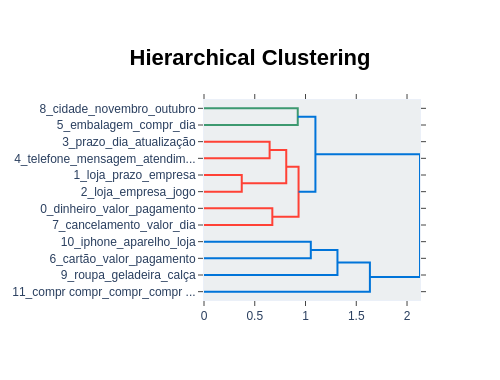 Hierarchical Clustering
8_cidade_novembro_outubro
5_embalagem_compr_dia
3_prazo_dia_atualização
4_telefone_mensagem_atendim...
1_loja_prazo_empresa
2_loja_empresa_jogo
0_dinheiro_valor_pagamento
7_cancelamento_valor_dia
10_iphone_aparelho_loja
6_cartão_valor_pagamento
9_roupa_geladeira_calça
11_compr compr_compr_compr ...
0 0.5 1 1.5 2